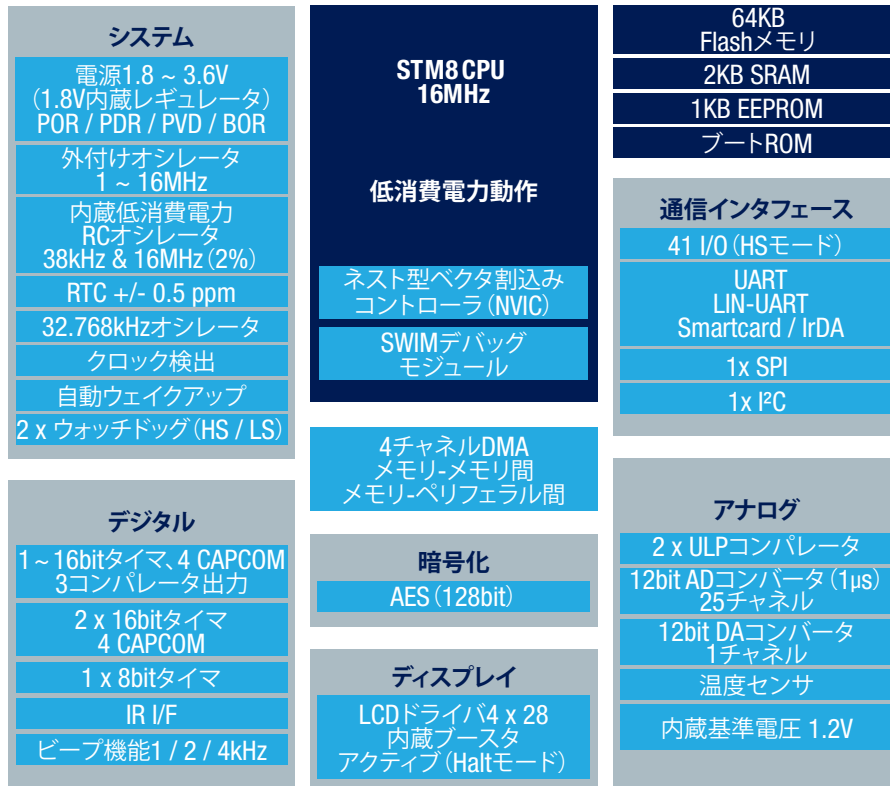 システム
電源1.8 ~ 3.6V
(1.8V内蔵レギュレータ)
POR / PDR / PVD / BOR
外付けオシレータ
1 ~ 16MHz
内蔵低消費電力
RCオシレータ
38kHz & 16MHz(2%)
RTC +/- 0.5 ppm
32.768kHzオシレータ
クロック検出
自動ウェイクアップ
2 x ウォッチドッグ(HS / LS)
デジタル
1 ~ 16bitタイマ、4 CAPCOM
3コンパレータ出力
2 x 16bitタイマ
4 CAPCOM
1 x 8bitタイマ
IR I/F
ビープ機能1 / 2 / 4kHz
STM8 CPU
16MHz
低消費電力動作
ネスト型ベクタ割込み
コントローラ(NVIC)
SWIMデバッグ
モジュール
4チャネルDMA
メモリ-メモリ間
メモリ-ペリフェラル間
暗号化
AES(128bit)
ディスプレイ
LCDドライバ4 x 28
内蔵ブースタ
アクティブ(Haltモード)
64KB
Flashメモリ
2KB SRAM
1KB EEPROM
ブートROM
通信インタフェース
41 I/O(HSモード)
UART
LIN-UART
Smartcard / IrDA
1x SPI
1x I²C
アナログ
2 x ULPコンパレータ
12bit ADコンバータ(1µs)
25チャネル
12bit DAコンバータ
1チャネル
温度センサ
内蔵基準電圧 1.2V